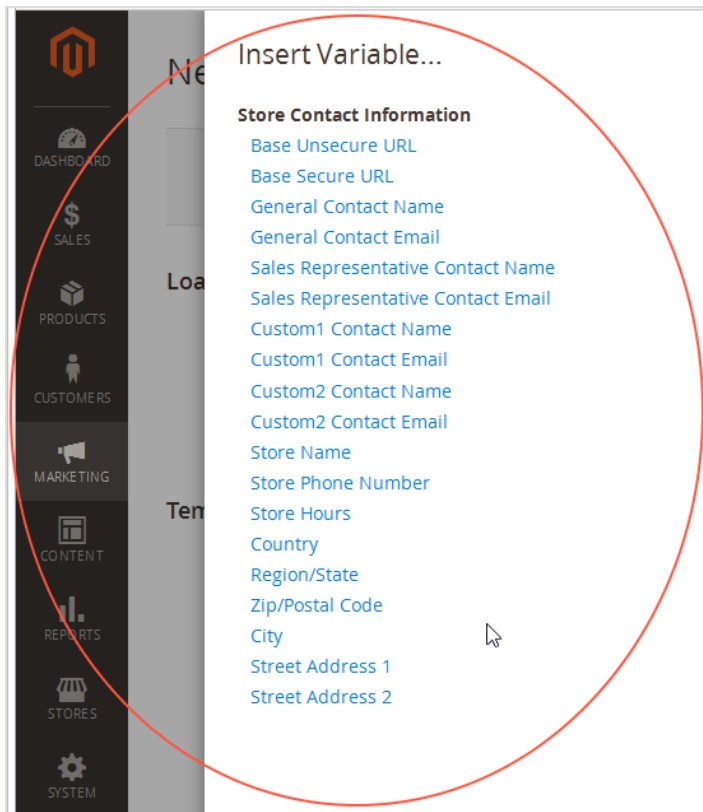 DASHBOARD
SALES
PRODUCTS
CUSTOMERS
MARKETING
CONTENT
REPORTS
STORES
SYSTEM
Ne
Loa
Tem
Insert Variable...
Store Contact Information
Base Unsecure URL
Base Secure URL
General Contact Name
General Contact Email
Sales Representative Contact Name
Sales Representative Contact Email
Custom1 Contact Name
Custom1 Contact Email
Custom2 Contact Name
Custom2 Contact Email
Store Name
Store Phone Number
Store Hours
Country
Region/State
Zip/Postal Code
City
Street Address 1
Street Address 2